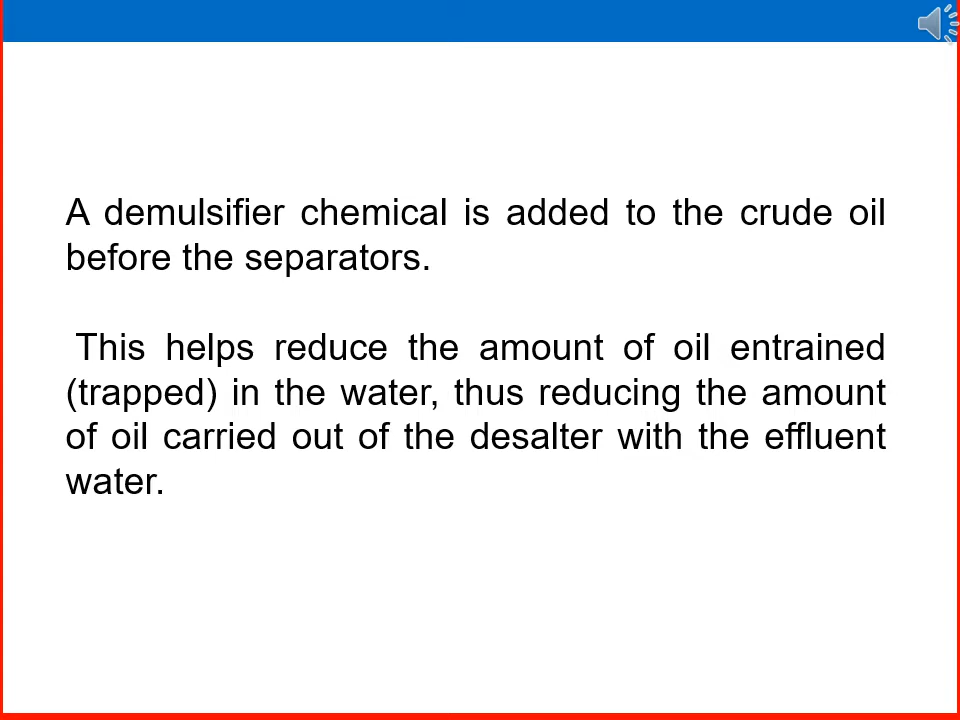 A demulsifier chemical is added to the crude oil
before the separators.
This helps reduce the amount of oil entrained
(trapped) in the water, thus reducing the amount
of oil carried out of the desalter with the effluent
water.